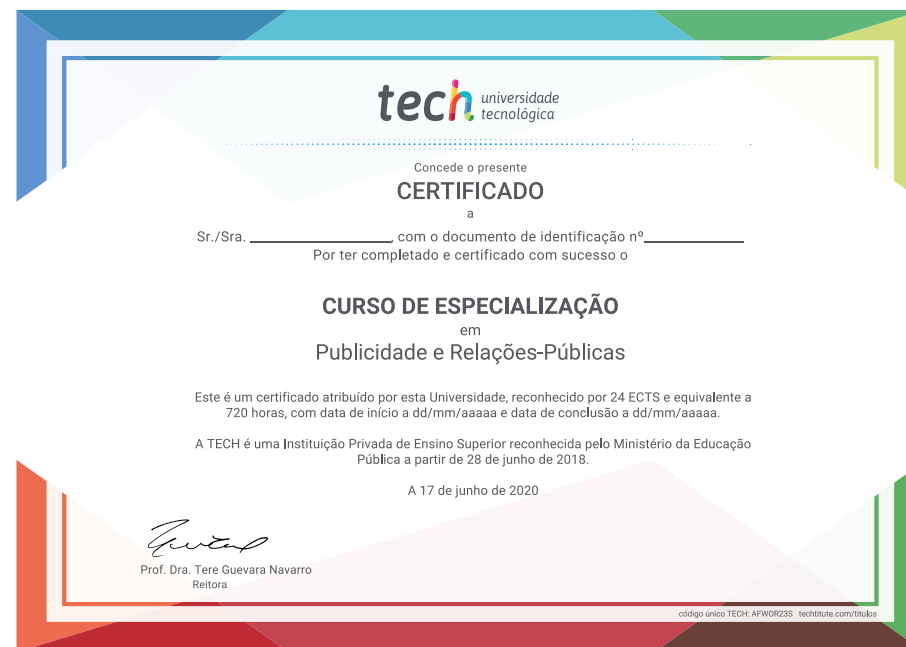 tech universidade
tecnológica
Concede o presente
CERTIFICADO
a
Sr./Sra. ____________________, com o documento de identificação nº______________
Por ter completado e certificado com sucesso o
CURSO DE ESPECIALIZAÇÃO
em
Publicidade e Relações-Públicas
Este é um certificado atribuído por esta Universidade, reconhecido por 24 ECTS e equivalente a
720 horas, com data de início a dd/mm/aaaaa e data de conclusão a dd/mm/aaaaa.
A TECH é uma Instituição Privada de Ensino Superior reconhecida pelo Ministério da Educação
Pública a partir de 28 de junho de 2018.
A 17 de junho de 2020
Prof. Dra. Tere Guevara Navarro
Reitora
código único TECH: AFWOR23S techtitute.com/titulos